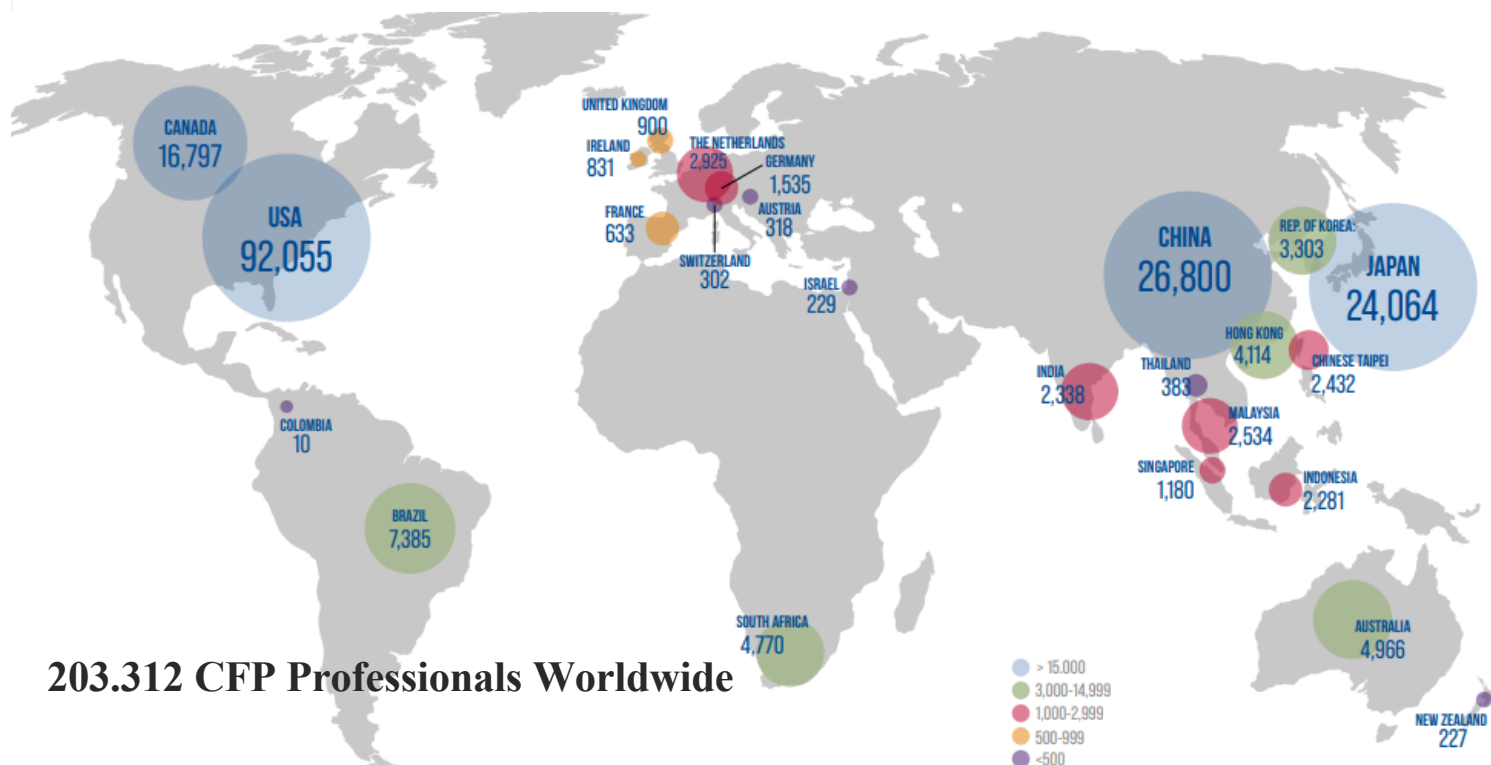 CANADA
16,797
USA
92,055
COLOMBIA
10
BRAZIL
7,385
UNITED KINGDOM
900
IRELAND
831
THE NETHERLANDS
2,925
GERMANY
1,535
AUSTRIA
318
FRANCE
633
SWITZERLAND
302
ISRAEL
229
SOUTH AFRICA
4,770
CHINA
26,800
REP. OF KOREA:
3,303
JAPAN
24,064
HONG KONG
4,114
CHINESE TAIPEI
2,432
INDIA
2,338
THAILAND
383
MALAYSIA
2,534
SINGAPORE
1,180
INDONESIA
2,281
AUSTRALIA
4,966
NEW ZEALAND
227
203.312 CFP Professionals Worldwide
> 15.000
3,000-14,999
1,000-2,999
500-999
<500